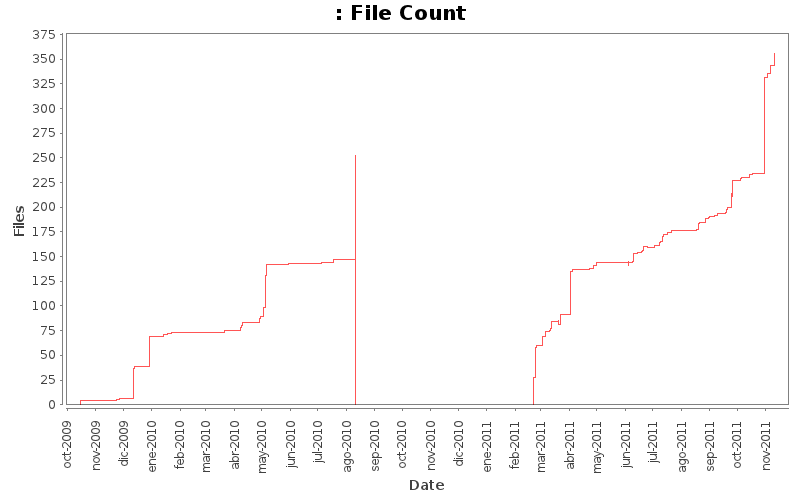 : File Count
375
350
325
300
275
250
225
200
175
150
125
100
75
50
25
0
Files
oct-2009
nov-2009
dic-2009
ene-2010
feb-2010
mar-2010
abr-2010
may-2010
jun-2010
jul-2010
ago-2010
sep-2010
oct-2010
nov-2010
dic-2010
ene-2011
feb-2011
mar-2011
abr-2011
may-2011
jun-2011
jul-2011
ago-2011
sep-2011
oct-2011
nov-2011
Date